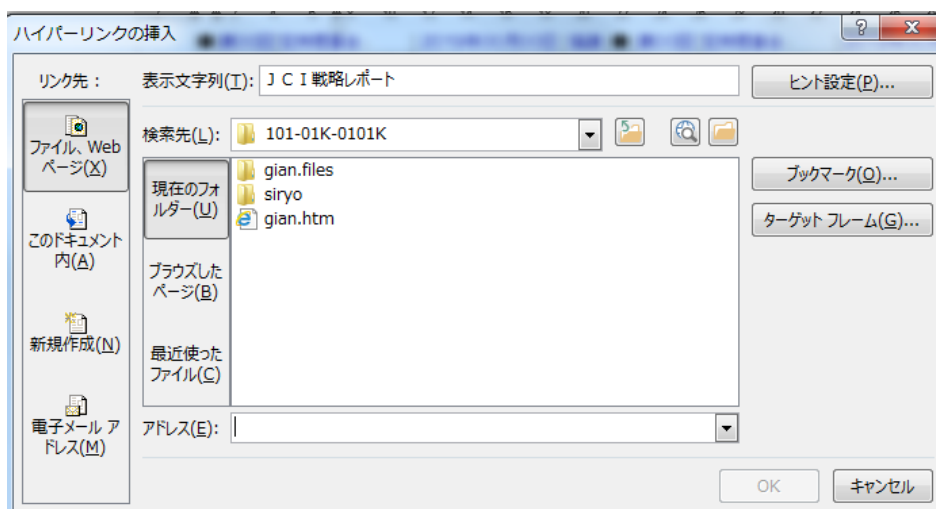 ハイパーリンクの挿入
リンク先：
表示文字列(T):
ＪＣＩ戦略レポート
ヒント設定(P)...
ファイル、Web
ページ(X)
検索先(L):
101-01K-0101K
現在のフォ
ルダー(U)
gian.files
siryo
gian.htm
ブックマーク(O)...
ターゲット フレーム(G)...
このドキュメント
内(A)
ブラウズした
ページ(B)
新規作成(N)
最近使った
ファイル(C)
電子メール ア
ドレス(M)
アドレス(E):
OK
キャンセル